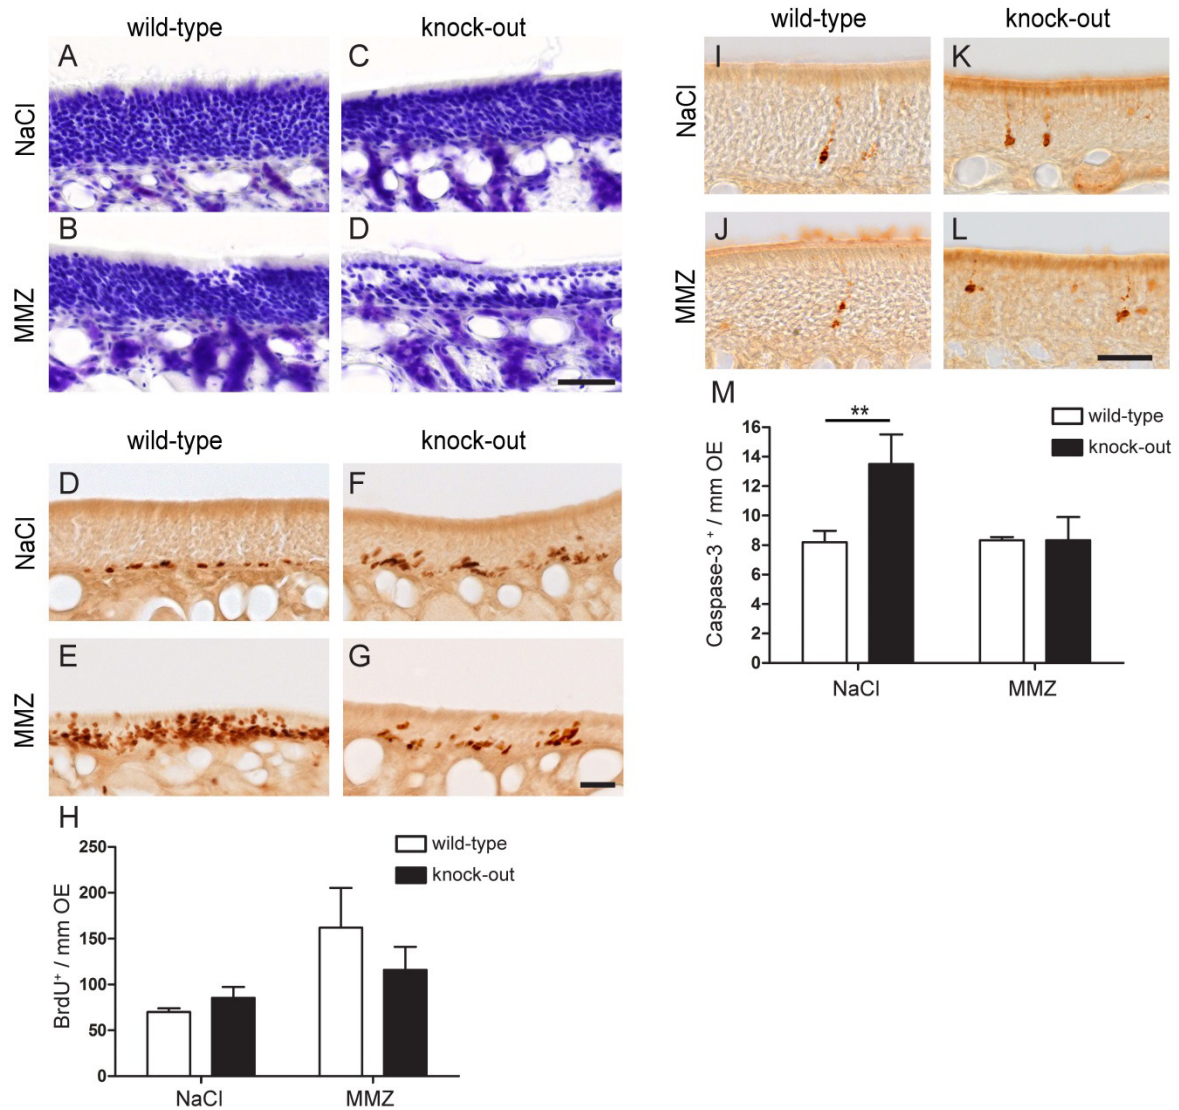 wild-type knock-out
A C
NaCl
B D
MMZ
wild-type knock-out
D F
NaCl
E G
MMZ
H
250
200
150
100
50
0
BrdU⁺ / mm OE
wild-type
knock-out
NaCl MMZ
wild-type knock-out
I K
NaCl
J L
MMZ
M
16
14
12
10
8
6
4
2
0
Caspase-3 ⁺ / mm OE
**
wild-type
knock-out
NaCl MMZ